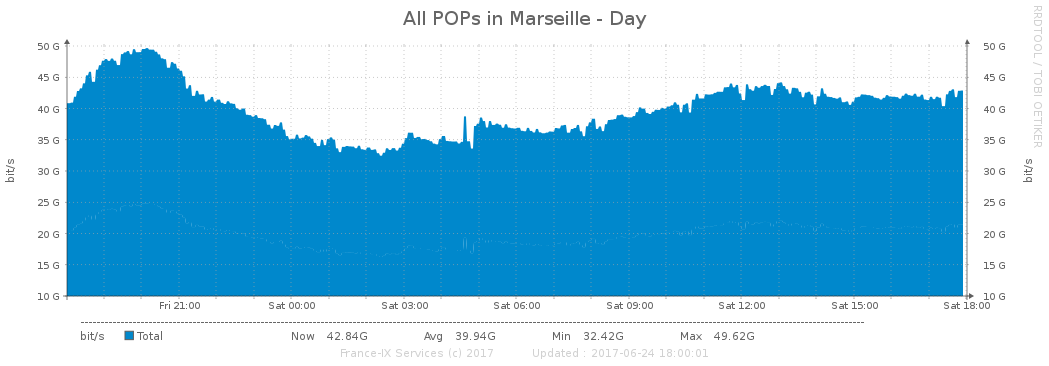 All POPs in Marseille - Day
RRDTOOL / TOBI OETIKER
bit/s
50 G
45 G
40 G
35 G
30 G
25 G
20 G
15 G
10 G
50 G
45 G
40 G
35 G
30 G
25 G
20 G
15 G
10 G
bit/s
Fri 21:00 Sat 00:00 Sat 03:00 Sat 06:00 Sat 09:00 Sat 12:00 Sat 15:00 Sat 18:00
bit/s Total Now 42.84G Avg 39.94G Min 32.42G Max 49.62G
France-IX Services (c) 2017 Updated : 2017-06-24 18:00:01